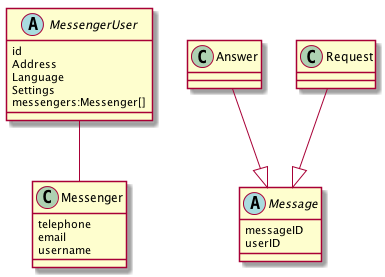 A MessengerUser
id
Address
Language
Settings
messengers:Messenger[]
C Answer
C Request
C Messenger
telephone
email
username
A Message
messageID
userID